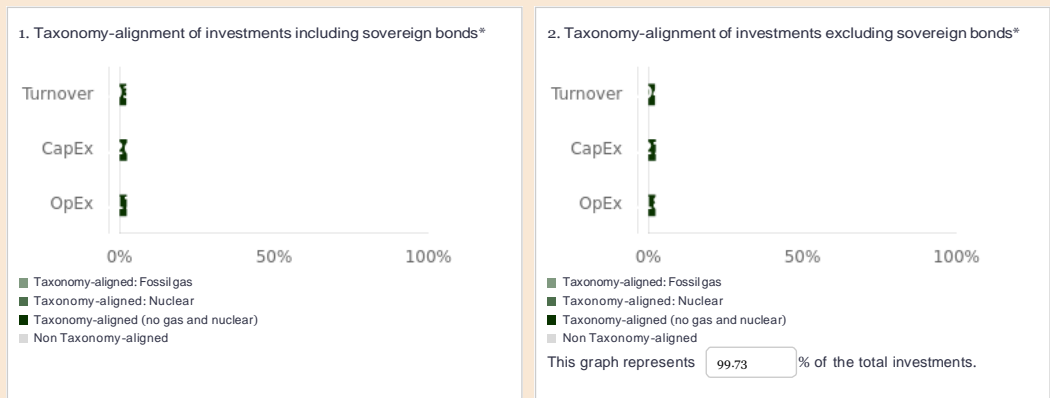 1. Taxonomy-alignment of investments including sovereign bonds*
Turnover
CapEx
OpEx
0% 50% 100%
Taxonomy-aligned: Fossil gas
Taxonomy-aligned: Nuclear
Taxonomy-aligned (no gas and nuclear)
Non Taxonomy-aligned
2. Taxonomy-alignment of investments excluding sovereign bonds*
Turnover
CapEx
OpEx
0% 50% 100%
Taxonomy-aligned: Fossil gas
Taxonomy-aligned: Nuclear
Taxonomy-aligned (no gas and nuclear)
Non Taxonomy-aligned
This graph represents 99.73 % of the total investments.